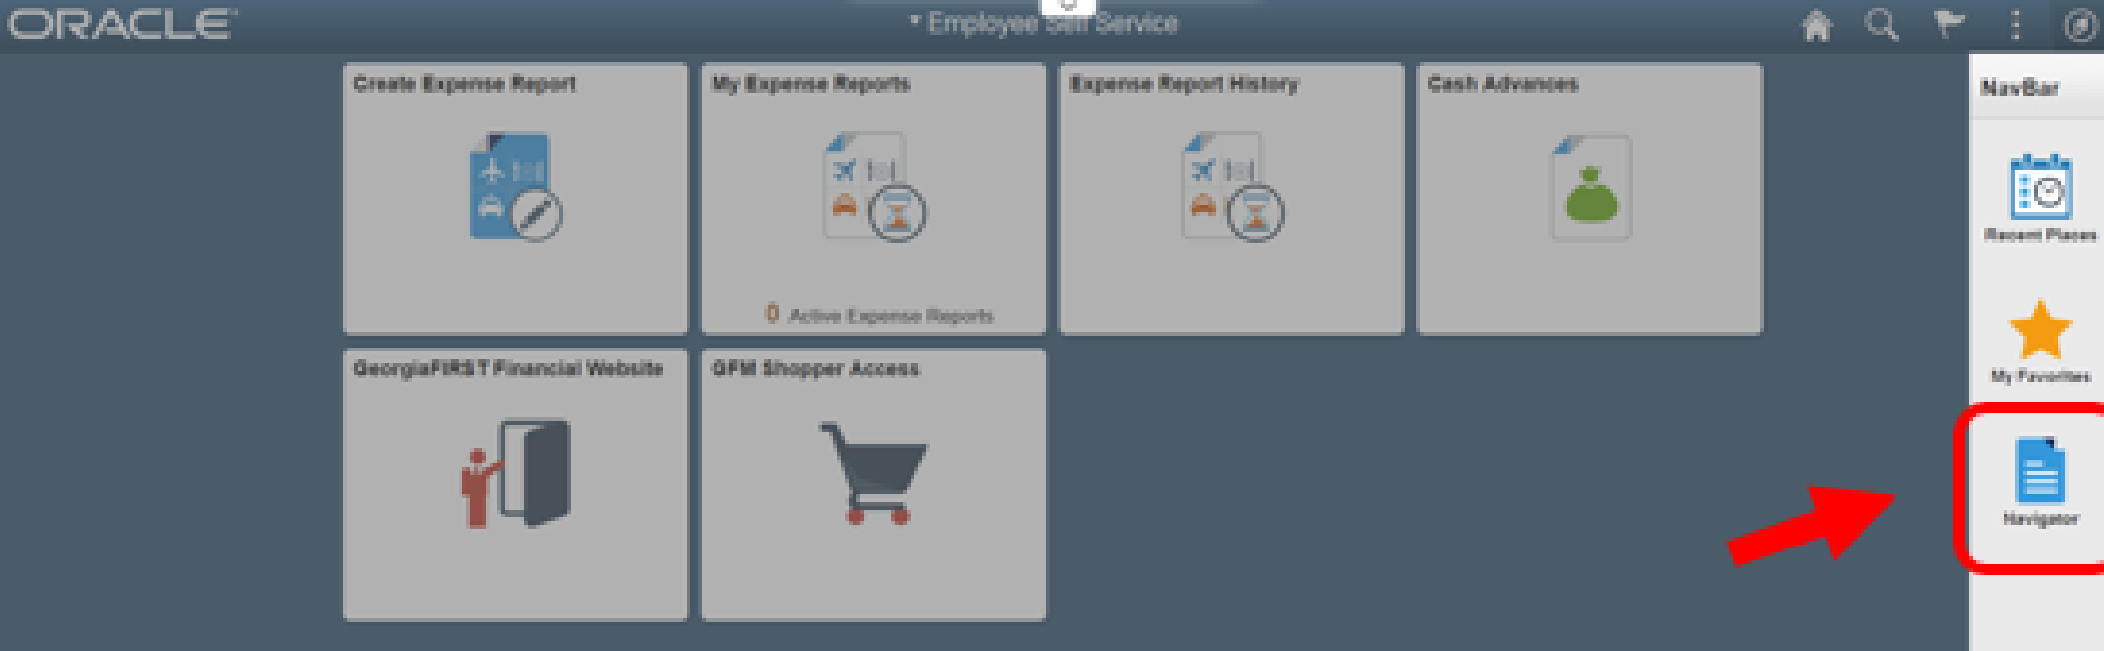 ORACLE
Employee Self Service
Create Expense Report
My Expense Reports
Expense Report History
Cash Advances
NavBar
Recent Places
0 Active Expense Reports
My Favorites
GeorgiaFIRST Financial Website
GFM Shopper Access
Navigator